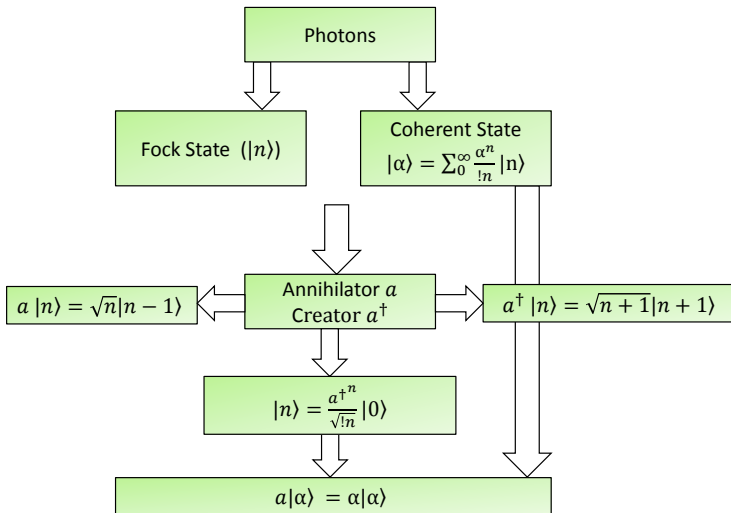 Photons
Fock State (|n⟩)
Coherent State
|α⟩ = ∑₀^∞ αⁿ/!n |n⟩
Annihilator a
Creator a†
a |n⟩ = √n|n − 1⟩
a† |n⟩ = √(n + 1)|n + 1⟩
|n⟩ = a†ⁿ/√!n |0⟩
a|α⟩ = α|α⟩